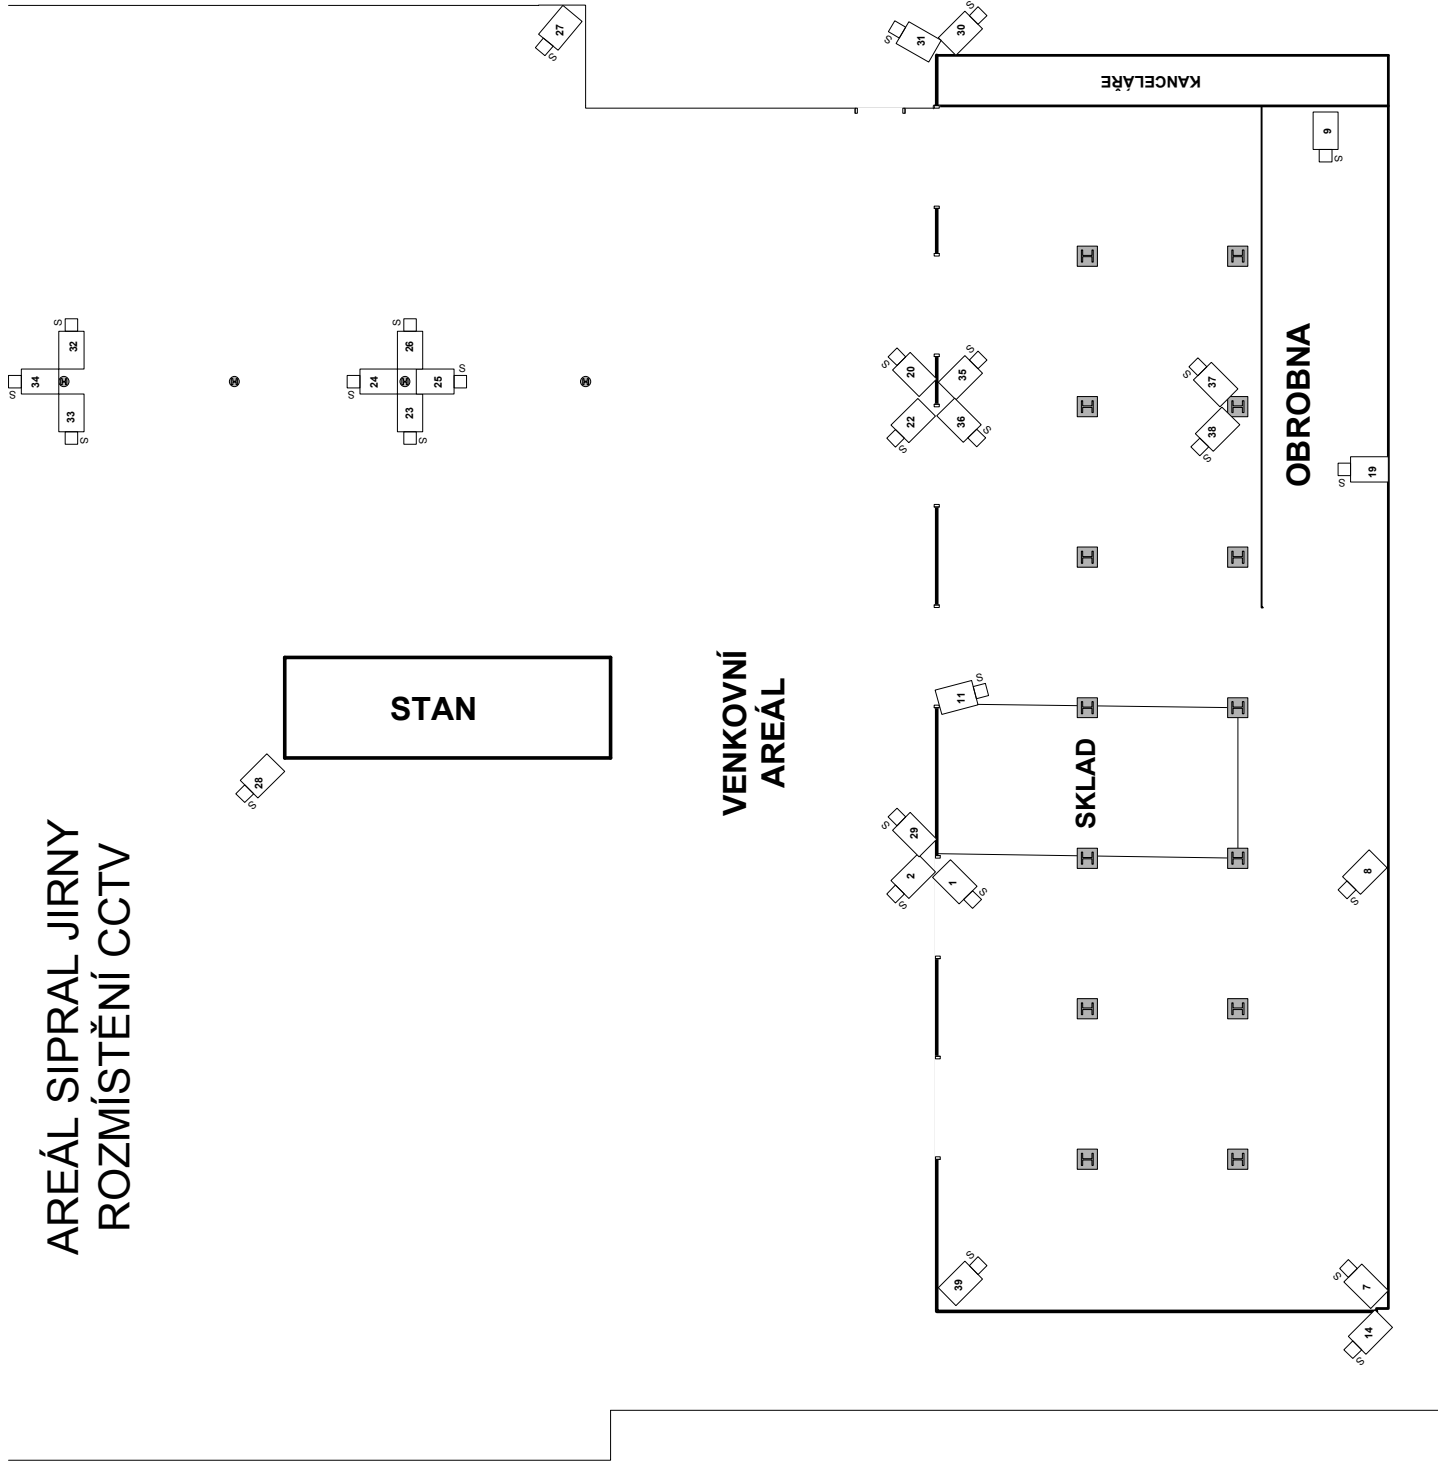 AREÁL SIPRAL JIRNY
ROZMÍSTĚNÍ CCTV
STAN
VENKOVNÍ
AREÁL
SKLAD
OBROBNA
KANCELÁŘE
27 S
31 S
30 S
9 S
34 S
32 S
33 S
24 S
26 S
25 S
23 S
20 S
35 S
22 S
36 S
37 S
38 S
19 S
11 S
28 S
29 S
2 S
1 S
8 S
39 S
7 S
14 S